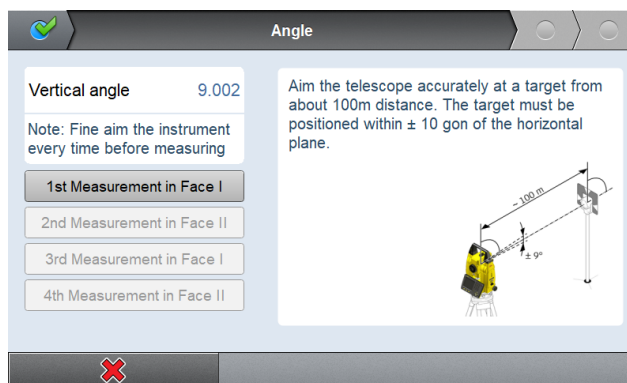 Angle
Vertical angle 9.002
Note: Fine aim the instrument
every time before measuring
1st Measurement in Face I
2nd Measurement in Face II
3rd Measurement in Face I
4th Measurement in Face II
Aim the telescope accurately at a target from
about 100m distance. The target must be
positioned within ± 10 gon of the horizontal
plane.
~ 100 m
± 9°